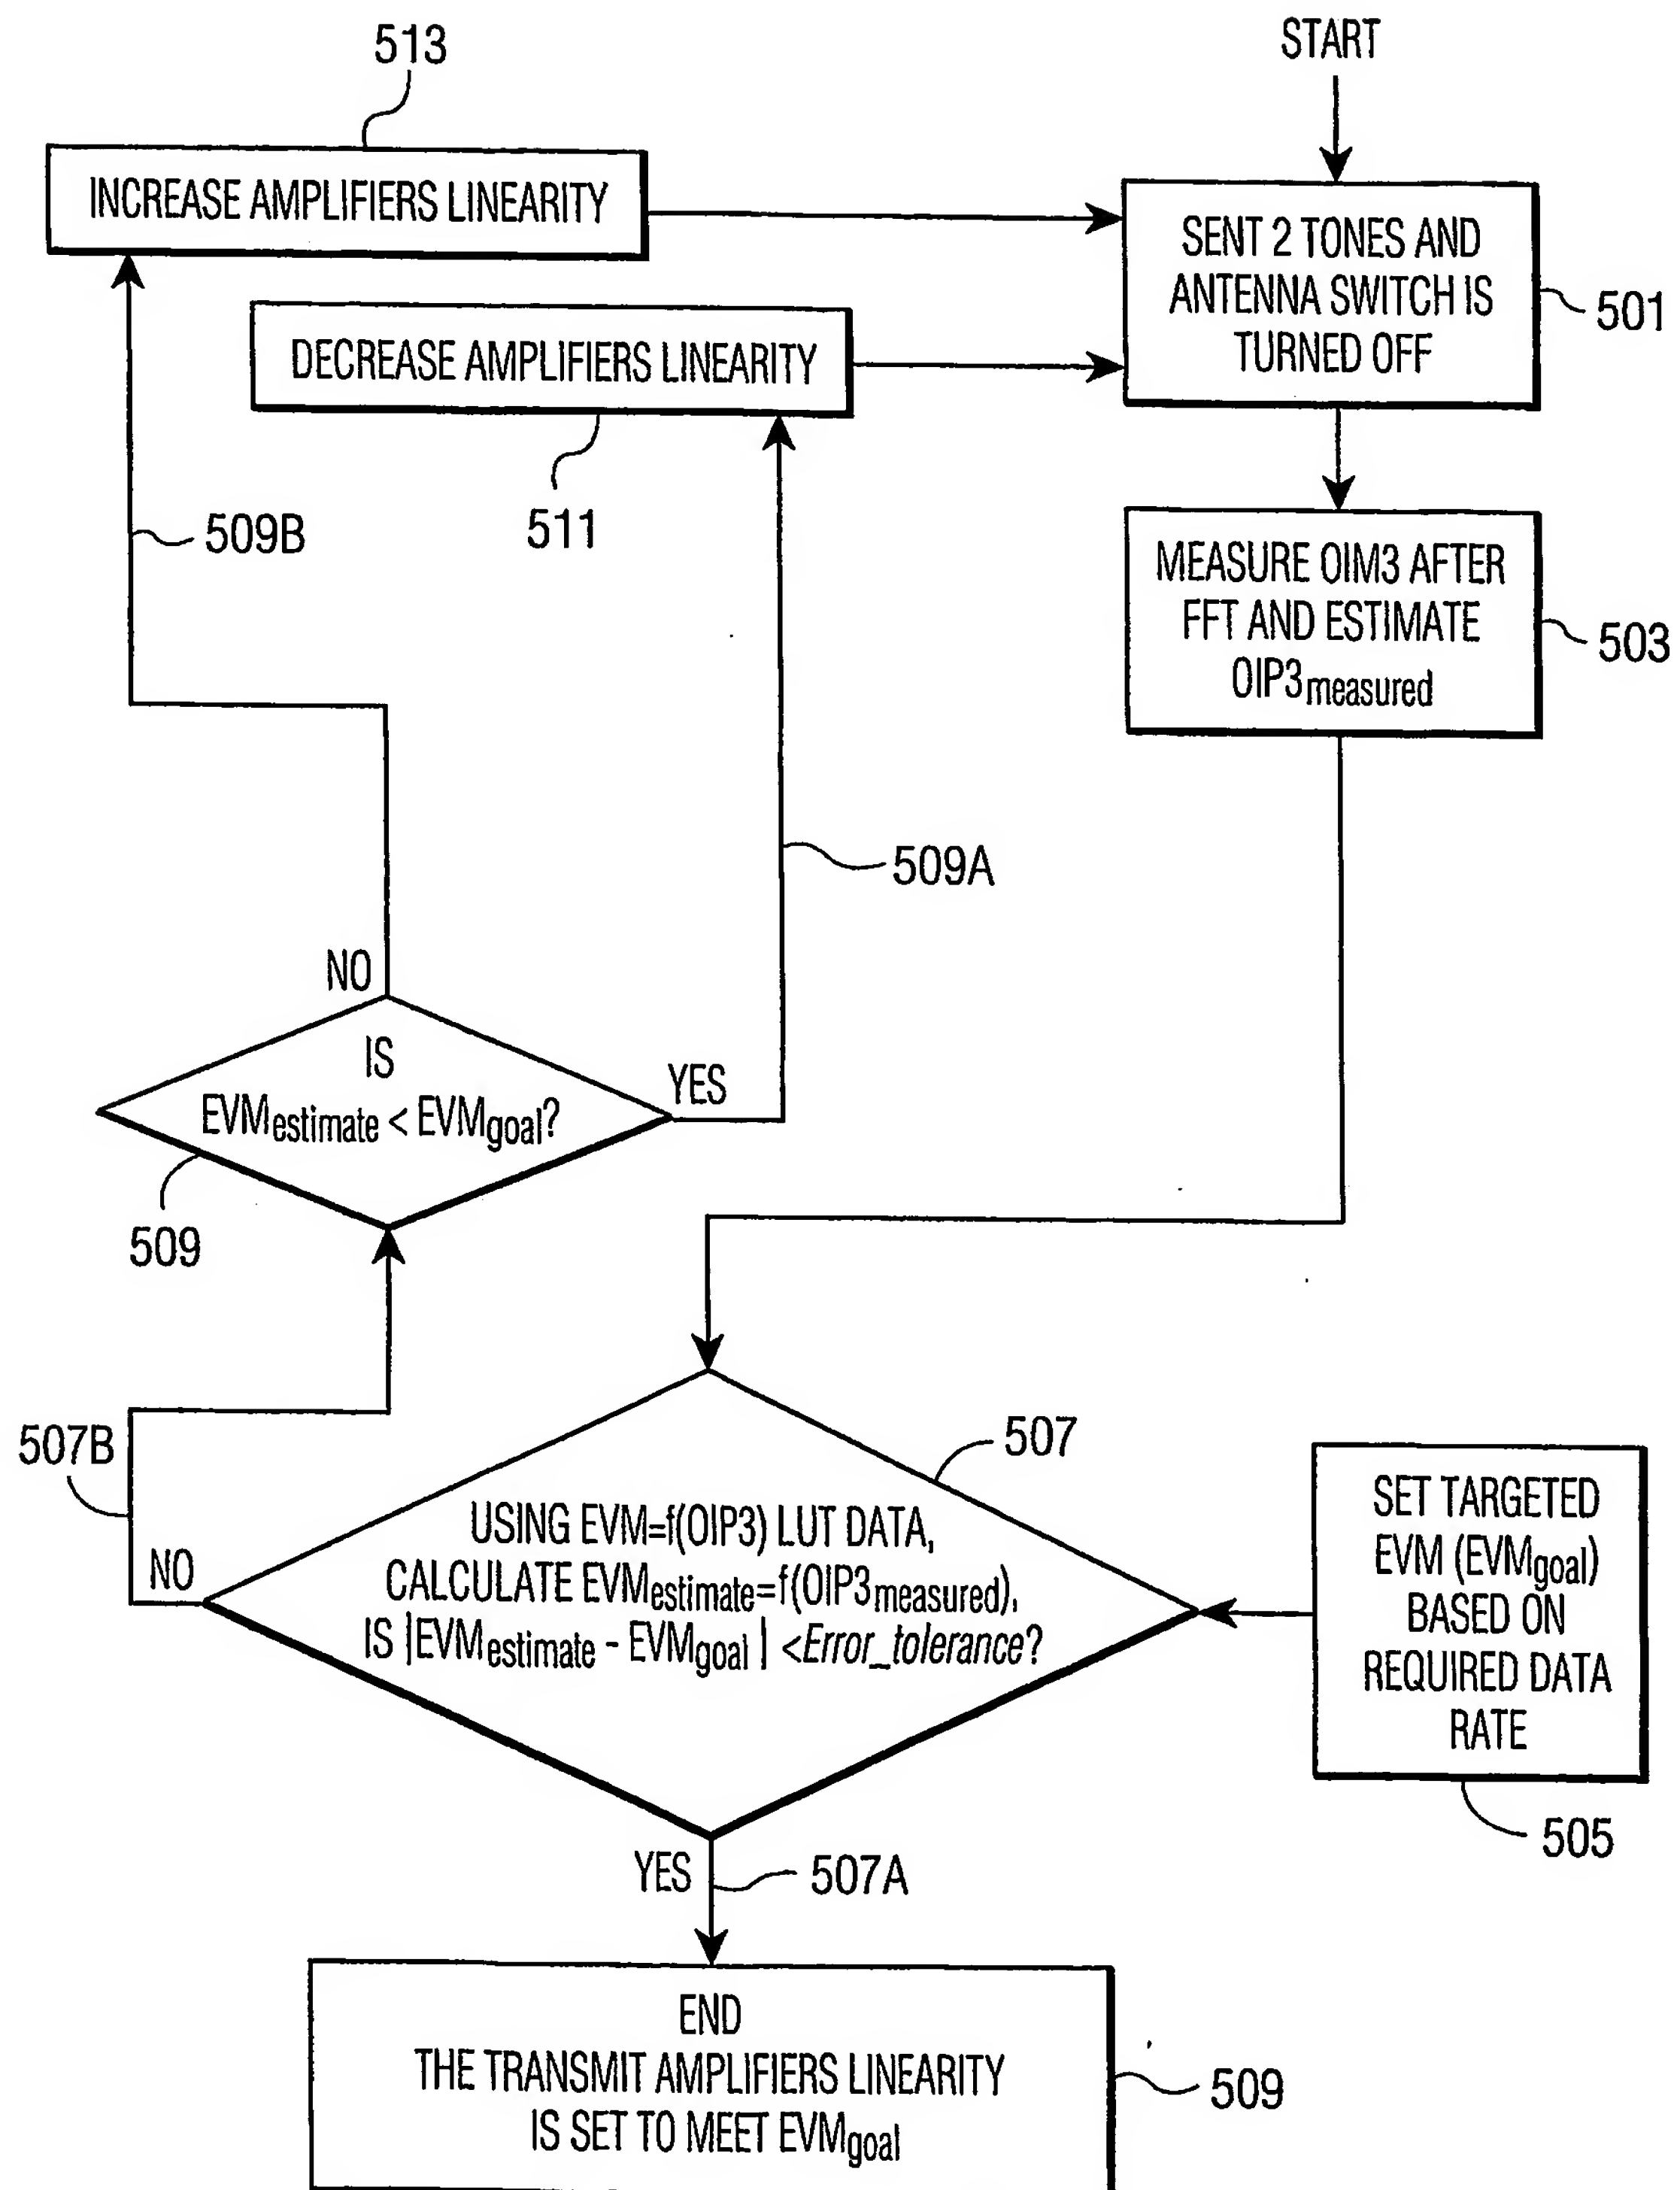 START
513
INCREASE AMPLIFIERS LINEARITY
SENT 2 TONES AND
ANTENNA SWITCH IS
TURNED OFF
501
DECREASE AMPLIFIERS LINEARITY
511
509B
MEASURE OIM3 AFTER
FFT AND ESTIMATE
OIP3measured
503
509A
NO
IS
EVMestimate < EVMgoal?
YES
509
507B
507
NO
USING EVM=f(OIP3) LUT DATA,
CALCULATE EVMestimate=f(OIP3measured).
IS |EVMestimate - EVMgoal| <Error_tolerance?
SET TARGETED
EVM (EVMgoal)
BASED ON
REQUIRED DATA
RATE
505
YES
507A
END
THE TRANSMIT AMPLIFIERS LINEARITY
IS SET TO MEET EVMgoal
509